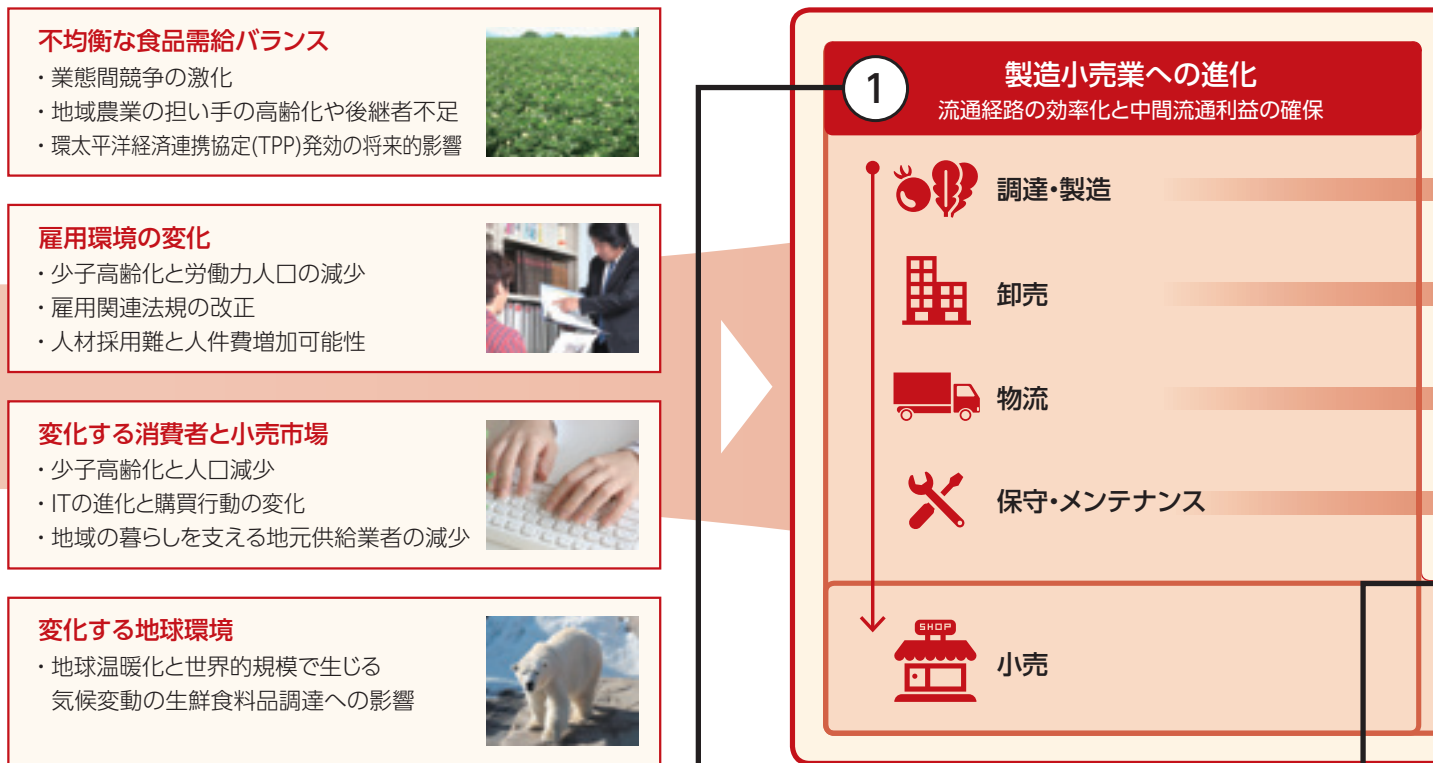 不均衡な食品需給バランス
・業態間競争の激化
・地域農業の担い手の高齢化や後継者不足
・環太平洋経済連携協定(TPP)発効の将来的影響
雇用環境の変化
・少子高齢化と労働力人口の減少
・雇用関連法規の改正
・人材採用難と人件費増加可能性
変化する消費者と小売市場
・少子高齢化と人口減少
・ITの進化と購買行動の変化
・地域の暮らしを支える地元供給業者の減少
変化する地球環境
・地球温暖化と世界的規模で生じる
気候変動の生鮮食料品調達への影響
1
製造小売業への進化
流通経路の効率化と中間流通利益の確保
調達・製造
卸売
物流
保守・メンテナンス
SHOP
小売